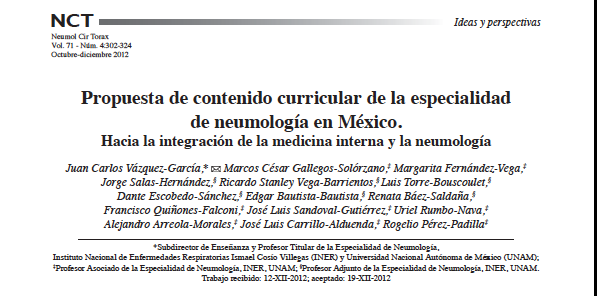 NCT
Ideas y perspectivas
Neumol Cir Torax
Vol. 71 - Núm. 4:302-324
Octubre-diciembre 2012
Propuesta de contenido curricular de la especialidad
de neumología en México.
Hacia la integración de la medicina interna y la neumología
Juan Carlos Vázquez-García,* ✉ Marcos César Gallegos-Solórzano,‡ Margarita Fernández-Vega,‡
Jorge Salas-Hernández,§ Ricardo Stanley Vega-Barrientos,§ Luis Torre-Bouscoulet,§
Dante Escobedo-Sánchez,§ Edgar Bautista-Bautista,§ Renata Báez-Saldaña,§
Francisco Quiñones-Falconi,‡ José Luis Sandoval-Gutiérrez,‡ Uriel Rumbo-Nava,‡
Alejandro Arreola-Morales,‡ José Luis Carrillo-Alduenda,‡ Rogelio Pérez-Padilla‡
*Subdirector de Enseñanza y Profesor Titular de la Especialidad de Neumología,
Instituto Nacional de Enfermedades Respiratorias Ismael Cosío Villegas (INER) y Universidad Nacional Autónoma de México (UNAM);
‡Profesor Asociado de la Especialidad de Neumología, INER, UNAM; §Profesor Adjunto de la Especialidad de Neumología, INER, UNAM.
Trabajo recibido: 12-XII-2012; aceptado: 19-XII-2012